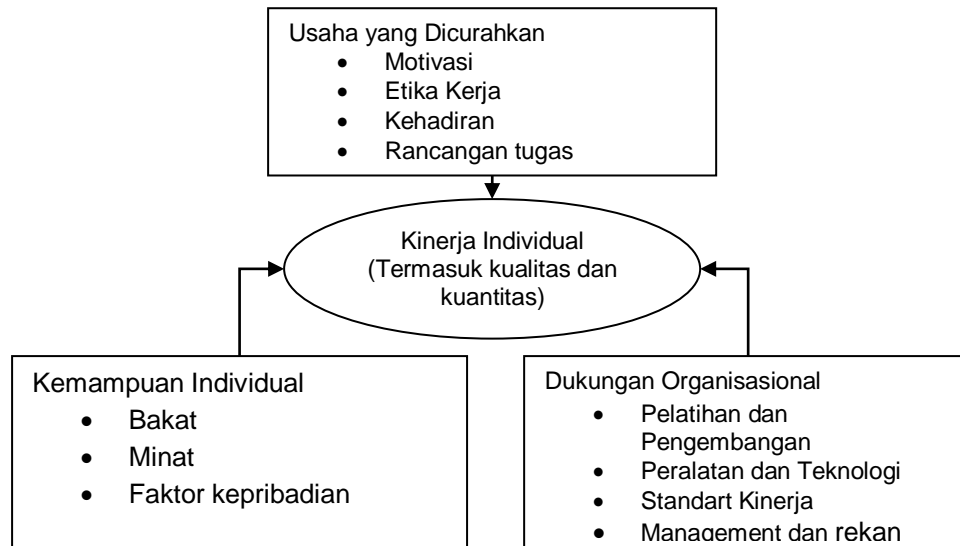 Usaha yang Dicurahkan
• Motivasi
• Etika Kerja
• Kehadiran
• Rancangan tugas
Kinerja Individual
(Termasuk kualitas dan
kuantitas)
Kemampuan Individual
• Bakat
• Minat
• Faktor kepribadian
Dukungan Organisasional
• Pelatihan dan
Pengembangan
• Peralatan dan Teknologi
• Standart Kinerja
• Management dan rekan